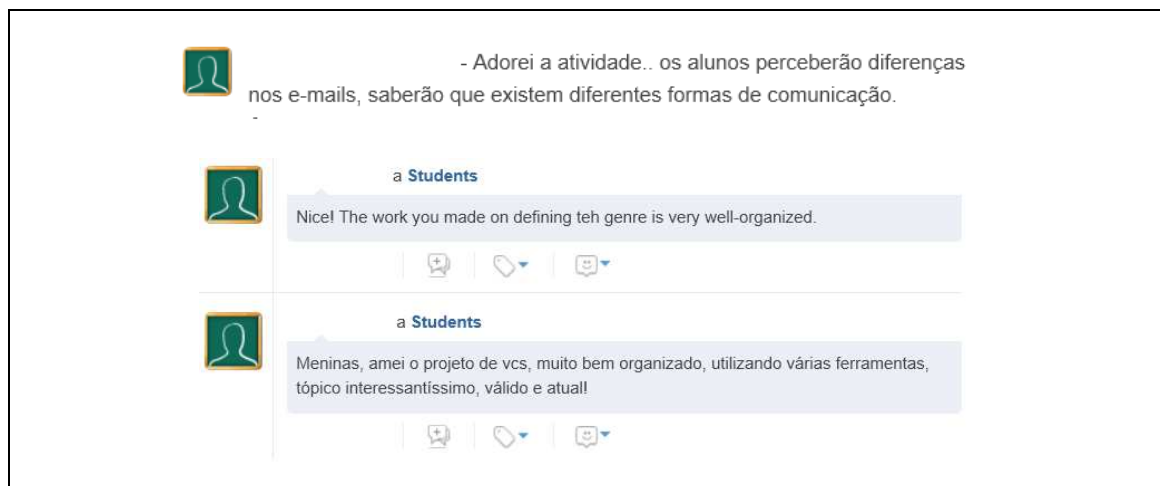 - Adorei a atividade.. os alunos perceberão diferenças
nos e-mails, saberão que existem diferentes formas de comunicação.
-
a Students
Nice! The work you made on defining teh genre is very well-organized.
a Students
Meninas, amei o projeto de vcs, muito bem organizado, utilizando várias ferramentas,
tópico interessantíssimo, válido e atual!